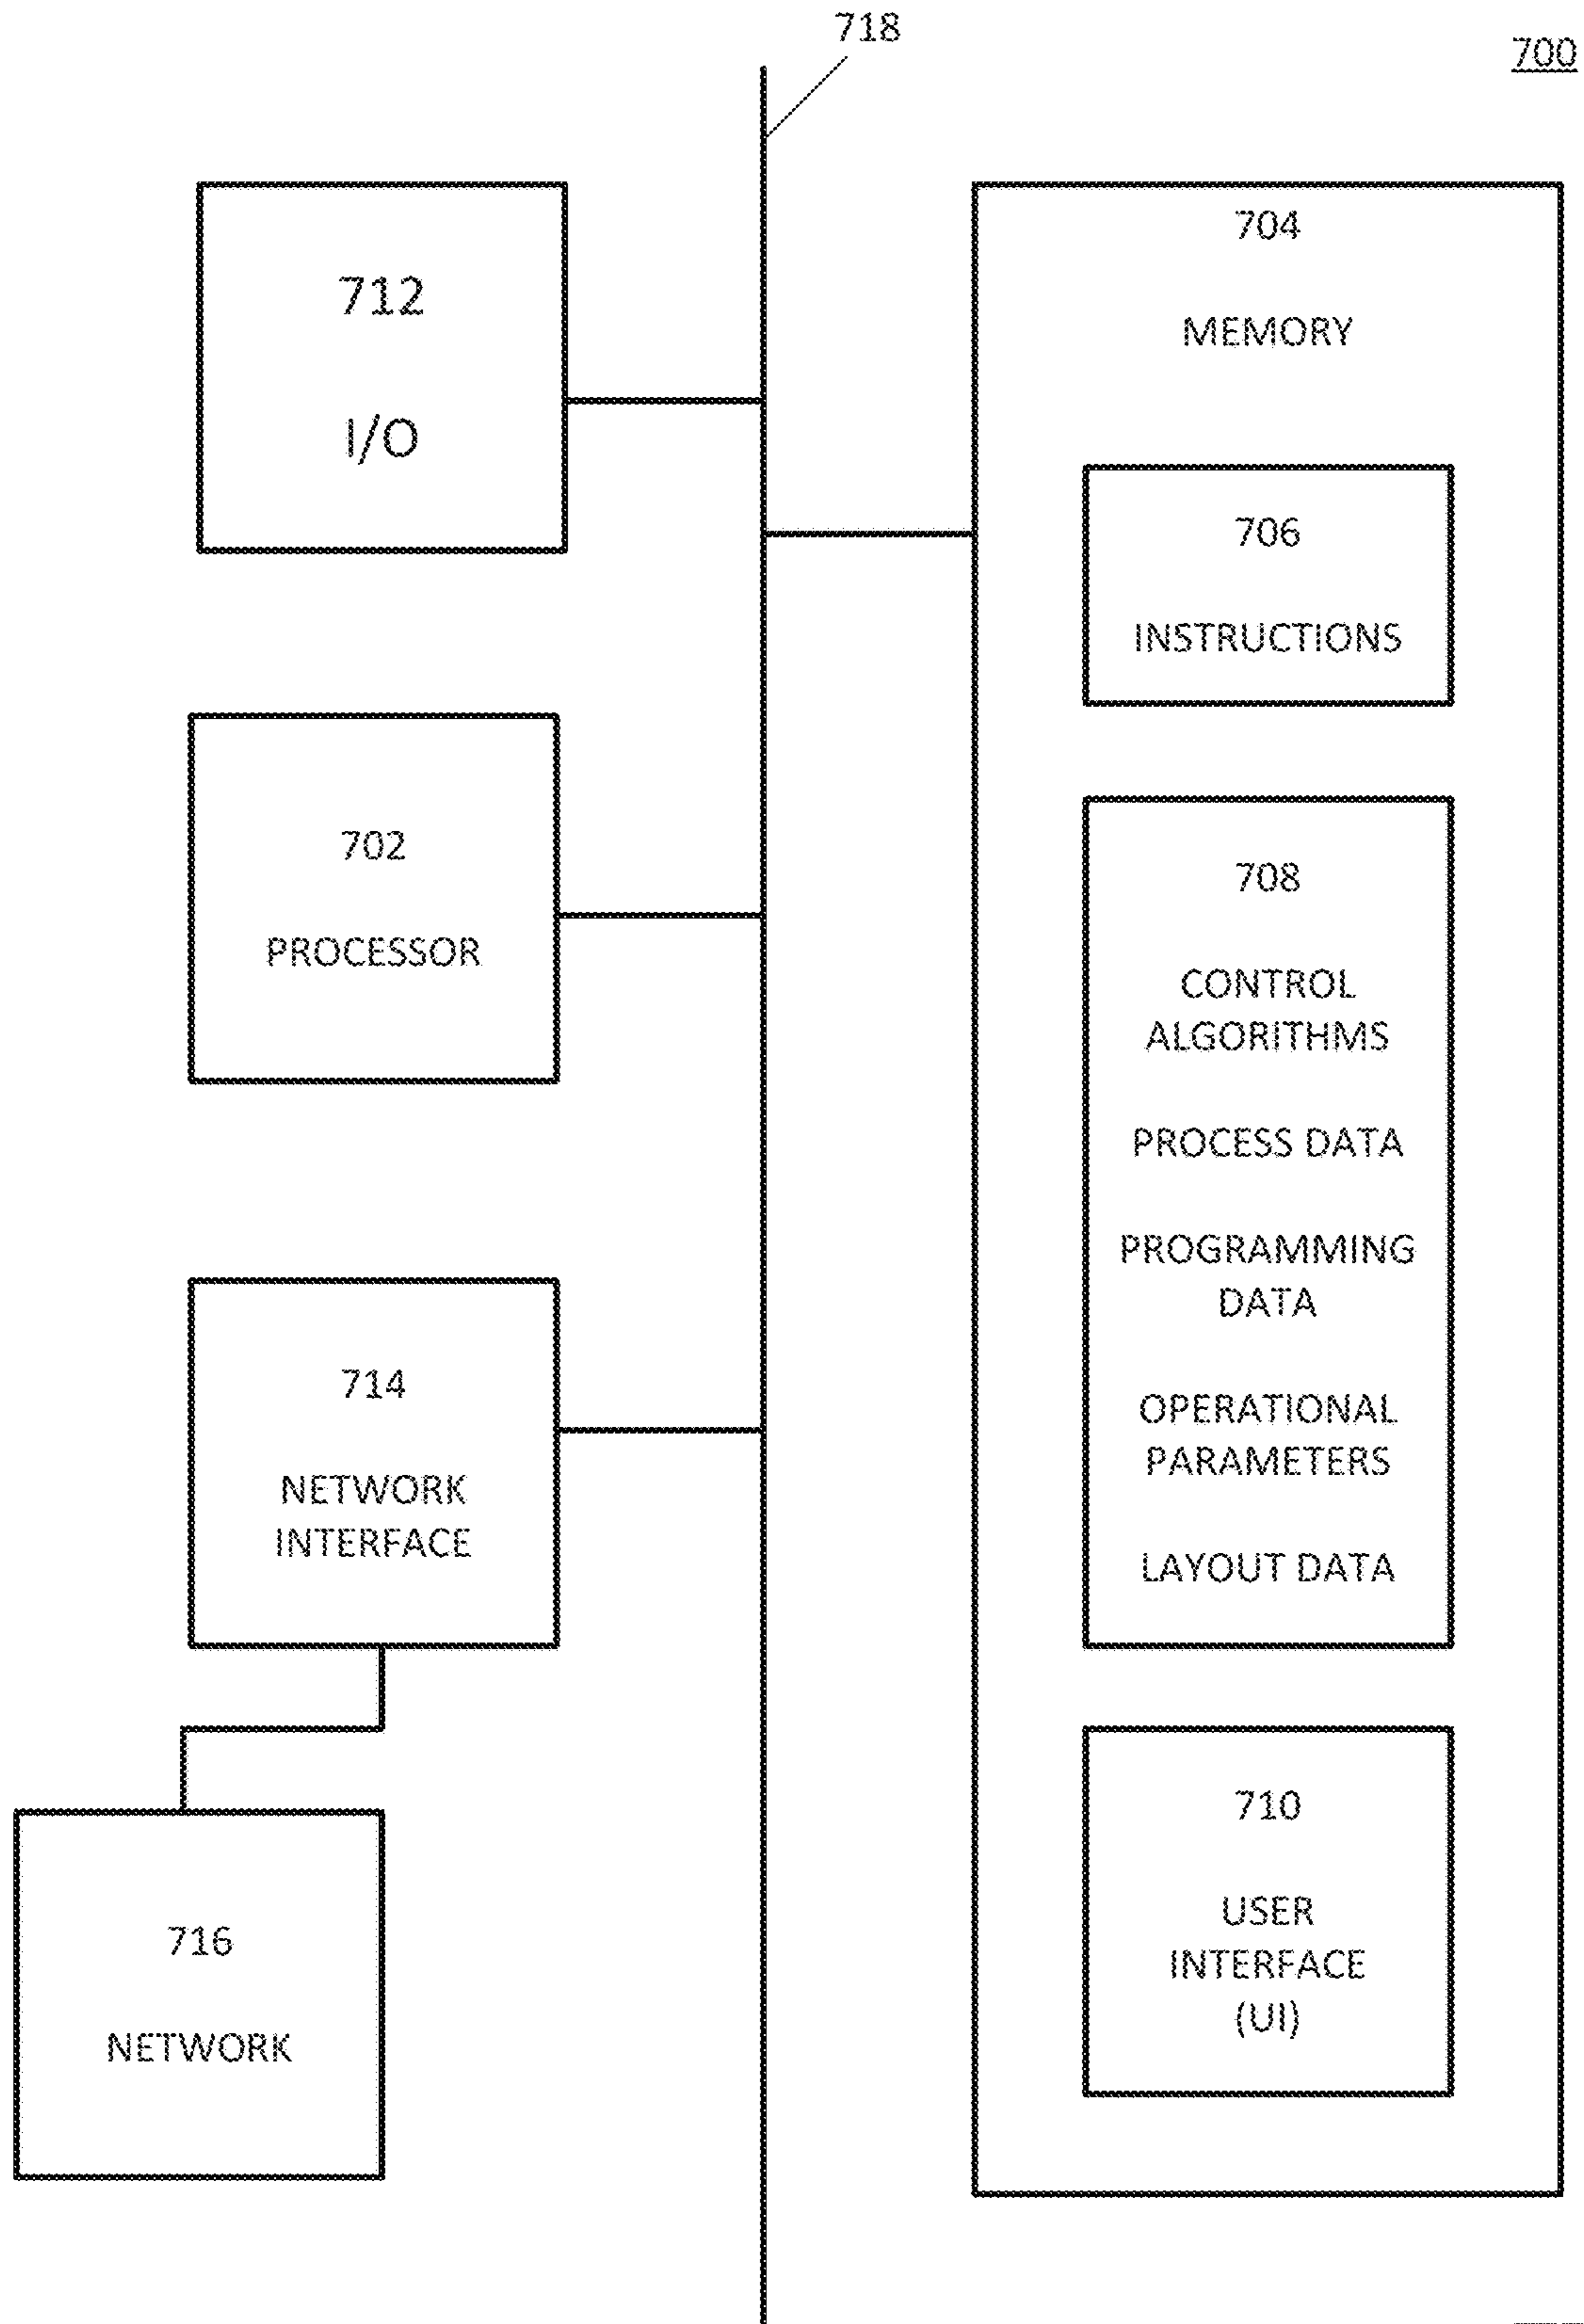 718
700
712
I/O
702
PROCESSOR
714
NETWORK
INTERFACE
716
NETWORK
704
MEMORY
706
INSTRUCTIONS
708
CONTROL
ALGORITHMS
PROCESS DATA
PROGRAMMING
DATA
OPERATIONAL
PARAMETERS
LAYOUT DATA
710
USER
INTERFACE
(UI)